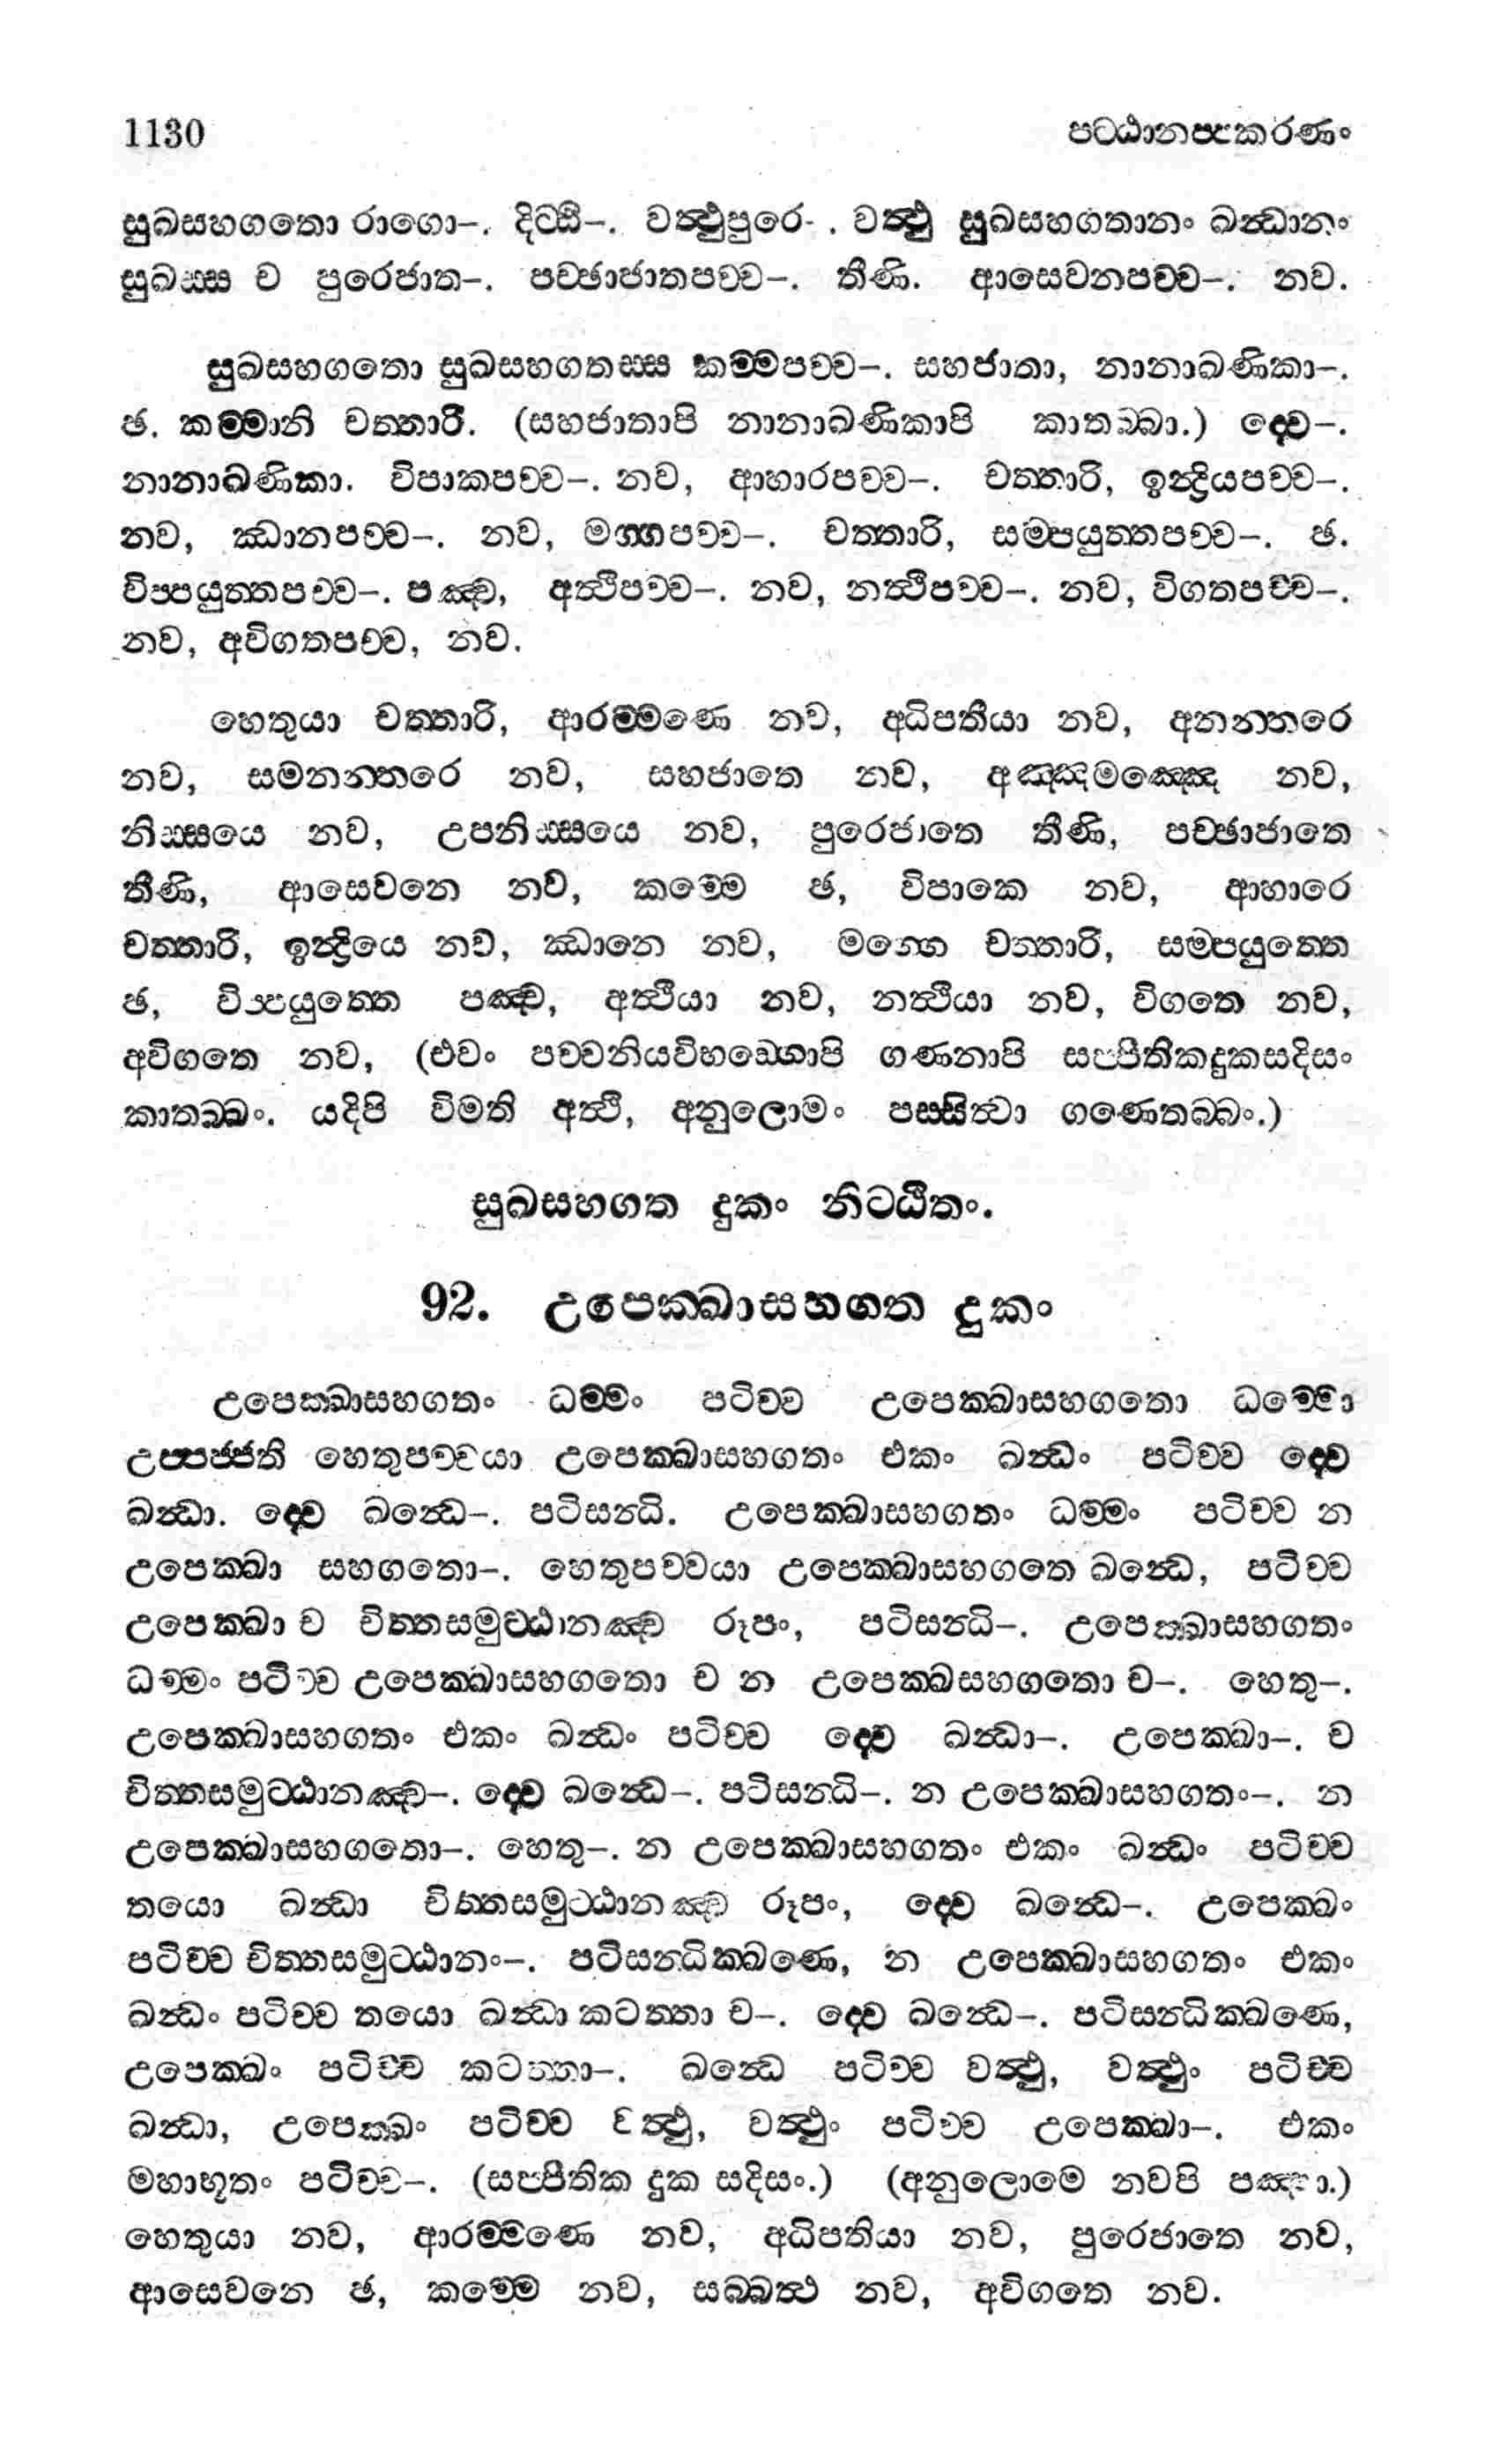 1130 පට්ඨානප්පකරණං
සුඛසහගතො රාගො–. දිට්ඨි–. වත්ථුපුරෙ- . වත්ථු සුඛසහගතානං ඛන්ධානං
සුඛස්ස ච පුරෙජාත–. පච්ඡාජාතපච්ච–. තීණි. ආසෙවනපච්ච–. නව.
සුඛසහගතො සුඛසහගතස්ස කම්මපච්ච–. සහජාතා, නානාඛණිකා–.
ඡ. කම්මානි චත්තාරි. (සහජාතාපි නානාඛණිකාපි කාතබ්බා.) ද්වෙ–.
නානාඛණිකා. විපාකපච්ච–. නව, ආහාරපච්ච–. චත්තාරි, ඉන්ද්‍රියපච්ච–.
නව, ඣානපච්ච–. නව, මග්ගපච්ච–. චත්තාරි, සම්පයුත්තපච්ච–. ඡ.
විප්පයුත්තපච්ච–. පඤ්ච, අත්ථිපච්ච–. නව, නත්ථිපච්ච–. නව, විගතපච්ච–.
නව, අවිගතපච්ච, නව.
හෙතුයා චත්තාරි, ආරම්මණෙ නව, අධිපතීයා නව, අනන්තරෙ
නව, සමනන්තරෙ නව, සහජාතෙ නව, අඤ්ඤමඤ්ඤෙ නව,
නිස්සයෙ නව, උපනිස්සයෙ නව, පුරෙජාතෙ තීණි, පච්ඡාජාතෙ
තීණි, ආසෙවනෙ නව, කම්මෙ ඡ, විපාකෙ නව, ආහාරෙ
චත්තාරි, ඉන්ද්‍රියෙ නව, ඣානෙ නව, මග්ගෙ චත්තාරි, සම්පයුත්තෙ
ඡ, විප්පයුත්තෙ පඤ්ච, අත්ථියා නව, නත්ථියා නව, විගතෙ නව,
අවිගතෙ නව, (එවං පච්චනියවිභඞ්ගොපි ගණනාපි සප්පීතිකදුකසදිසං
කාතබ්බං. යදිපි විමති අත්ථි, අනුලොමං පස්සිත්වා ගණෙතබ්බං.)
සුඛසහගත දුකං නිට්ඨිතං.
92. උපෙක්ඛාසහගත දුකං
උපෙක්ඛාසහගතං ධම්මං පටිච්ච උපෙක්ඛාසහගතො ධම්මො
උප්පජ්ජති හෙතුපච්චයා උපෙක්ඛාසහගතං එකං ඛන්ධං පටිච්ච ද්වෙ
ඛන්ධා. ද්වෙ ඛන්ධෙ–. පටිසන්ධි. උපෙක්ඛාසහගතං ධම්මං පටිච්ච න
උපෙක්ඛා සහගතො–. හෙතුපච්චයා උපෙක්ඛාසහගතෙ ඛන්ධෙ, පටිච්ච
උපෙක්ඛා ච චිත්තසමුට්ඨානඤ්ච රූපං, පටිසන්ධි–. උපෙක්ඛාසහගතං
ධම්මං පටිච්ච උපෙක්ඛාසහගතො ච න උපෙක්ඛසහගතො ච–. හෙතු–.
උපෙක්ඛාසහගතං එකං ඛන්ධං පටිච්ච ද්වෙ ඛන්ධා–. උපෙක්ඛා–. ච
චිත්තසමුට්ඨානඤ්ච–. ද්වෙ ඛන්ධෙ–. පටිසන්ධි–. න උපෙක්ඛාසහගතං–. න
උපෙක්ඛාසහගතො–. හෙතු–. න උපෙක්ඛාසහගතං එකං ඛන්ධං පටිච්ච
තයො ඛන්ධා චිත්තසමුට්ඨානඤ්ච රූපං, ද්වෙ ඛන්ධෙ–. උපෙක්ඛං
පටිච්ච චිත්තසමුට්ඨානං–. පටිසන්ධික්ඛණෙ, න උපෙක්ඛාසහගතං එකං
ඛන්ධං පටිච්ච තයො ඛන්ධා කටත්තා ච–. ද්වෙ ඛන්ධෙ–. පටිසන්ධික්ඛණෙ,
උපෙක්ඛං පටිච්ච කටත්තා–. ඛන්ධෙ පටිච්ච වත්ථු, වත්ථුං පටිච්ච
ඛන්ධා, උපෙක්ඛං පටිච්ච වත්ථු, වත්ථුං පටිච්ච උපෙක්ඛා–. එකං
මහාභූතං පටිච්ච–. (සප්පීතික දුක සදිසං.) (අනුලොමෙ නවපි පඤ්හා.)
හෙතුයා නව, ආරම්මණෙ නව, අධිපතියා නව, පුරෙජාතෙ නව,
ආසෙවනෙ ඡ, කම්මෙ නව, සබ්බත්ථ නව, අවිගතෙ නව.